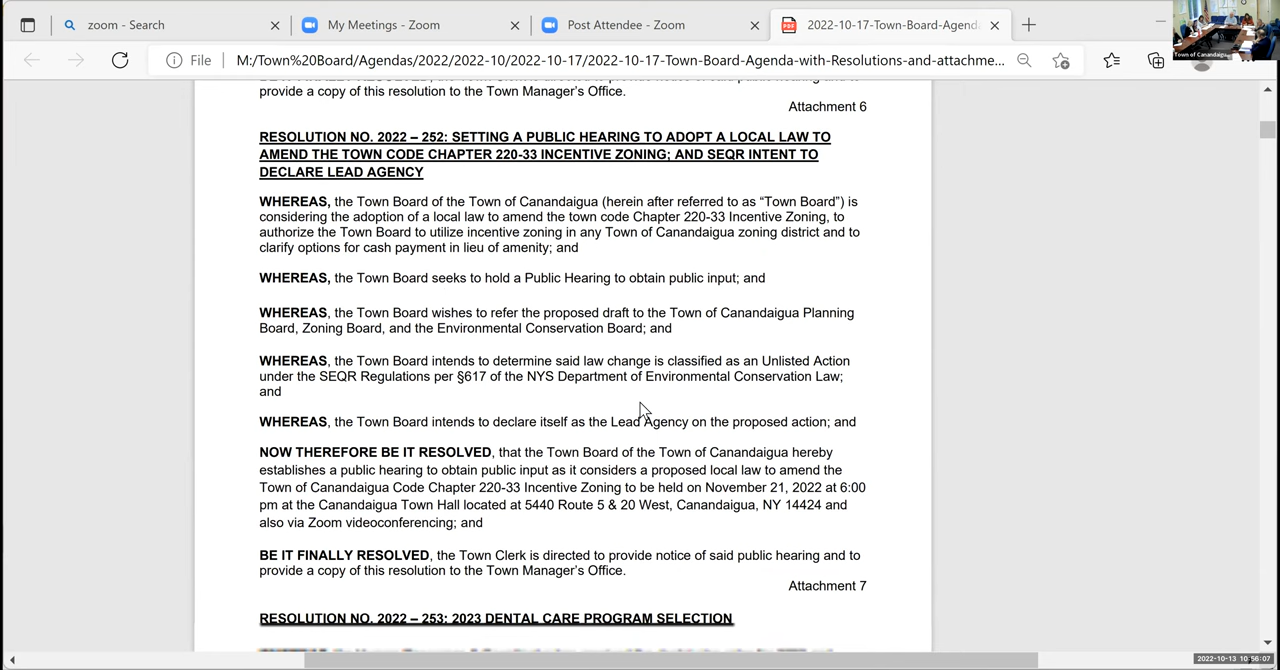 zoom - Search
My Meetings - Zoom
Post Attendee - Zoom
2022-10-17-Town-Board-Agenda
File
M:/Town%20Board/Agendas/2022/2022-10/2022-10-17/2022-10-17-Town-Board-Agenda-with-Resolutions-and-attachme...
Town of Canandaigua
provide a copy of this resolution to the Town Manager's Office.
Attachment 6
RESOLUTION NO. 2022 – 252: SETTING A PUBLIC HEARING TO ADOPT A LOCAL LAW TO
AMEND THE TOWN CODE CHAPTER 220-33 INCENTIVE ZONING; AND SEQR INTENT TO
DECLARE LEAD AGENCY
WHEREAS, the Town Board of the Town of Canandaigua (herein after referred to as “Town Board”) is
considering the adoption of a local law to amend the town code Chapter 220-33 Incentive Zoning, to
authorize the Town Board to utilize incentive zoning in any Town of Canandaigua zoning district and to
clarify options for cash payment in lieu of amenity; and
WHEREAS, the Town Board seeks to hold a Public Hearing to obtain public input; and
WHEREAS, the Town Board wishes to refer the proposed draft to the Town of Canandaigua Planning
Board, Zoning Board, and the Environmental Conservation Board; and
WHEREAS, the Town Board intends to determine said law change is classified as an Unlisted Action
under the SEQR Regulations per §617 of the NYS Department of Environmental Conservation Law;
and
WHEREAS, the Town Board intends to declare itself as the Lead Agency on the proposed action; and
NOW THEREFORE BE IT RESOLVED, that the Town Board of the Town of Canandaigua hereby
establishes a public hearing to obtain public input as it considers a proposed local law to amend the
Town of Canandaigua Code Chapter 220-33 Incentive Zoning to be held on November 21, 2022 at 6:00
pm at the Canandaigua Town Hall located at 5440 Route 5 & 20 West, Canandaigua, NY 14424 and
also via Zoom videoconferencing; and
BE IT FINALLY RESOLVED, the Town Clerk is directed to provide notice of said public hearing and to
provide a copy of this resolution to the Town Manager's Office.
Attachment 7
RESOLUTION NO. 2022 – 253: 2023 DENTAL CARE PROGRAM SELECTION
2022-10-13 10:56:07